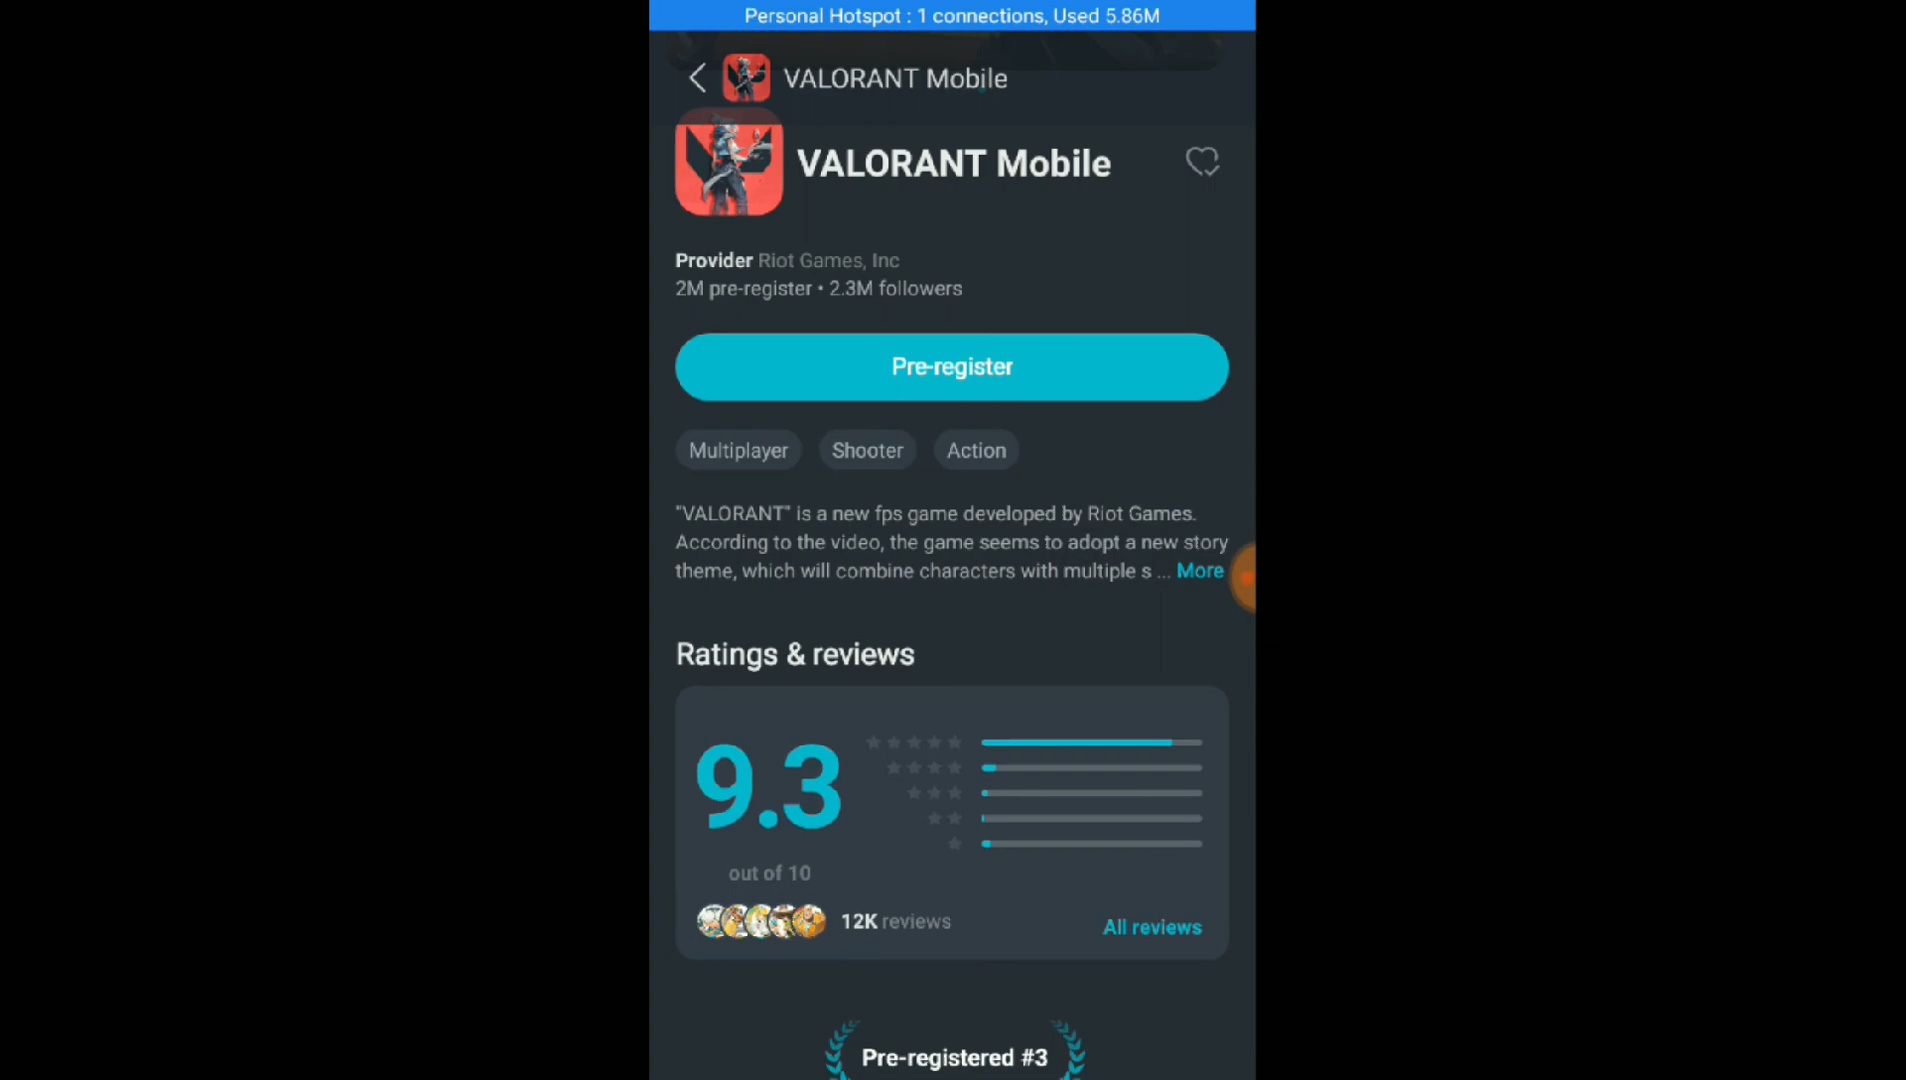 Personal Hotspot : 1 connections, Used 5.86M
VALORANT Mobile
VALORANT Mobile
Provider Riot Games, Inc
2M pre-register • 2.3M followers
Pre-register
Multiplayer Shooter Action
"VALORANT" is a new fps game developed by Riot Games.
According to the video, the game seems to adopt a new story
theme, which will combine characters with multiple s ... More
Ratings & reviews
9.3
out of 10
12K reviews
All reviews
Pre-registered #3